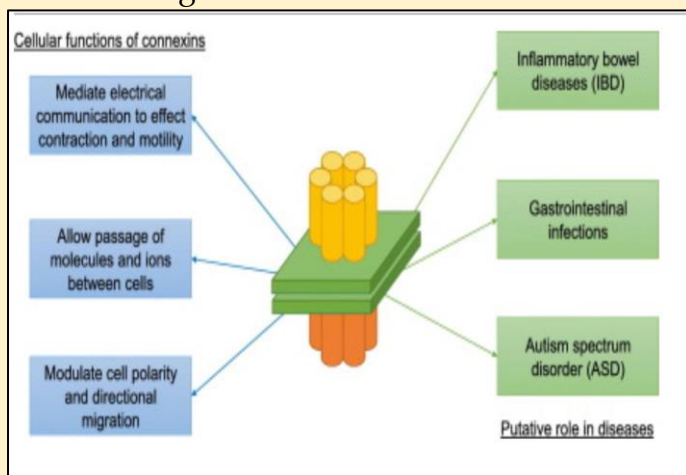 Cellular functions of connexins
Mediate electrical
communication to effect
contraction and motility
Allow passage of
molecules and ions
between cells
Modulate cell polarity
and directional
migration
Inflammatory bowel
diseases (IBD)
Gastrointestinal
infections
Autism spectrum
disorder (ASD)
Putative role in diseases